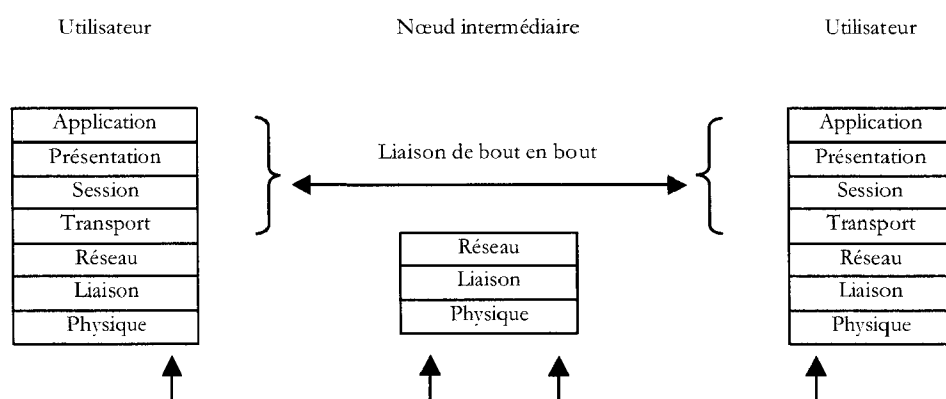 Utilisateur
Nœud intermédiaire
Utilisateur
Application
Présentation
Session
Transport
Réseau
Liaison
Physique
Liaison de bout en bout
Réseau
Liaison
Physique
Application
Présentation
Session
Transport
Réseau
Liaison
Physique